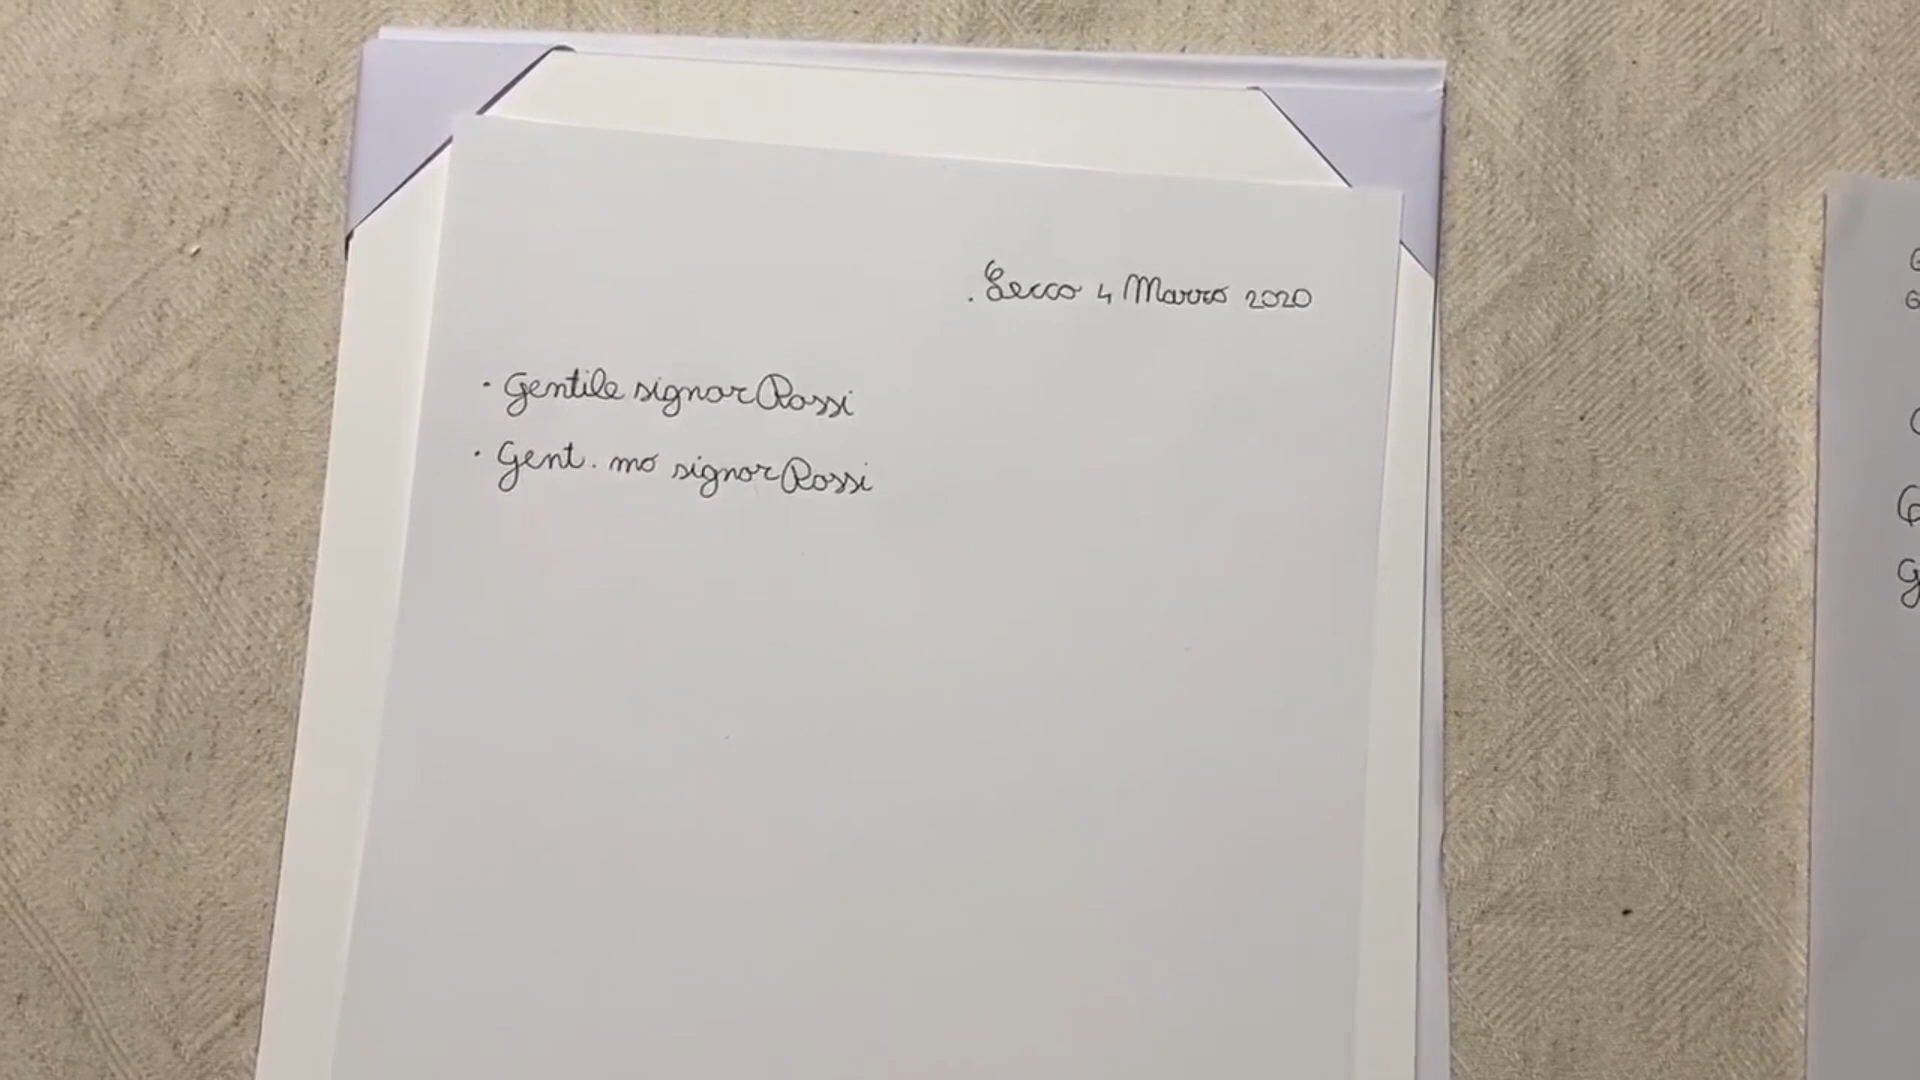 . Lecco 4 Marzo 2020
· Gentile signor Rossi
· Gent. mo signor Rossi